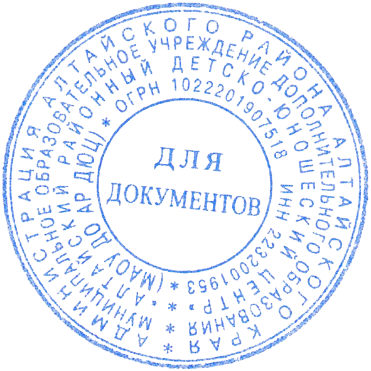 АДМИНИСТРАЦИЯ АЛТАЙСКОГО РАЙОНА АЛТАЙСКОГО КРАЯ *
МУНИЦИПАЛЬНОЕ ОБРАЗОВАТЕЛЬНОЕ УЧРЕЖДЕНИЕ ДОПОЛНИТЕЛЬНОГО ОБРАЗОВАНИЯ *
"АЛТАЙСКИЙ РАЙОННЫЙ ДЕТСКО-ЮНОШЕСКИЙ ЦЕНТР" *
(МАОУ ДО АР ДЮЦ) * ОГРН 1022201907518 ИНН 2232001953 *
ДЛЯ
ДОКУМЕНТОВ